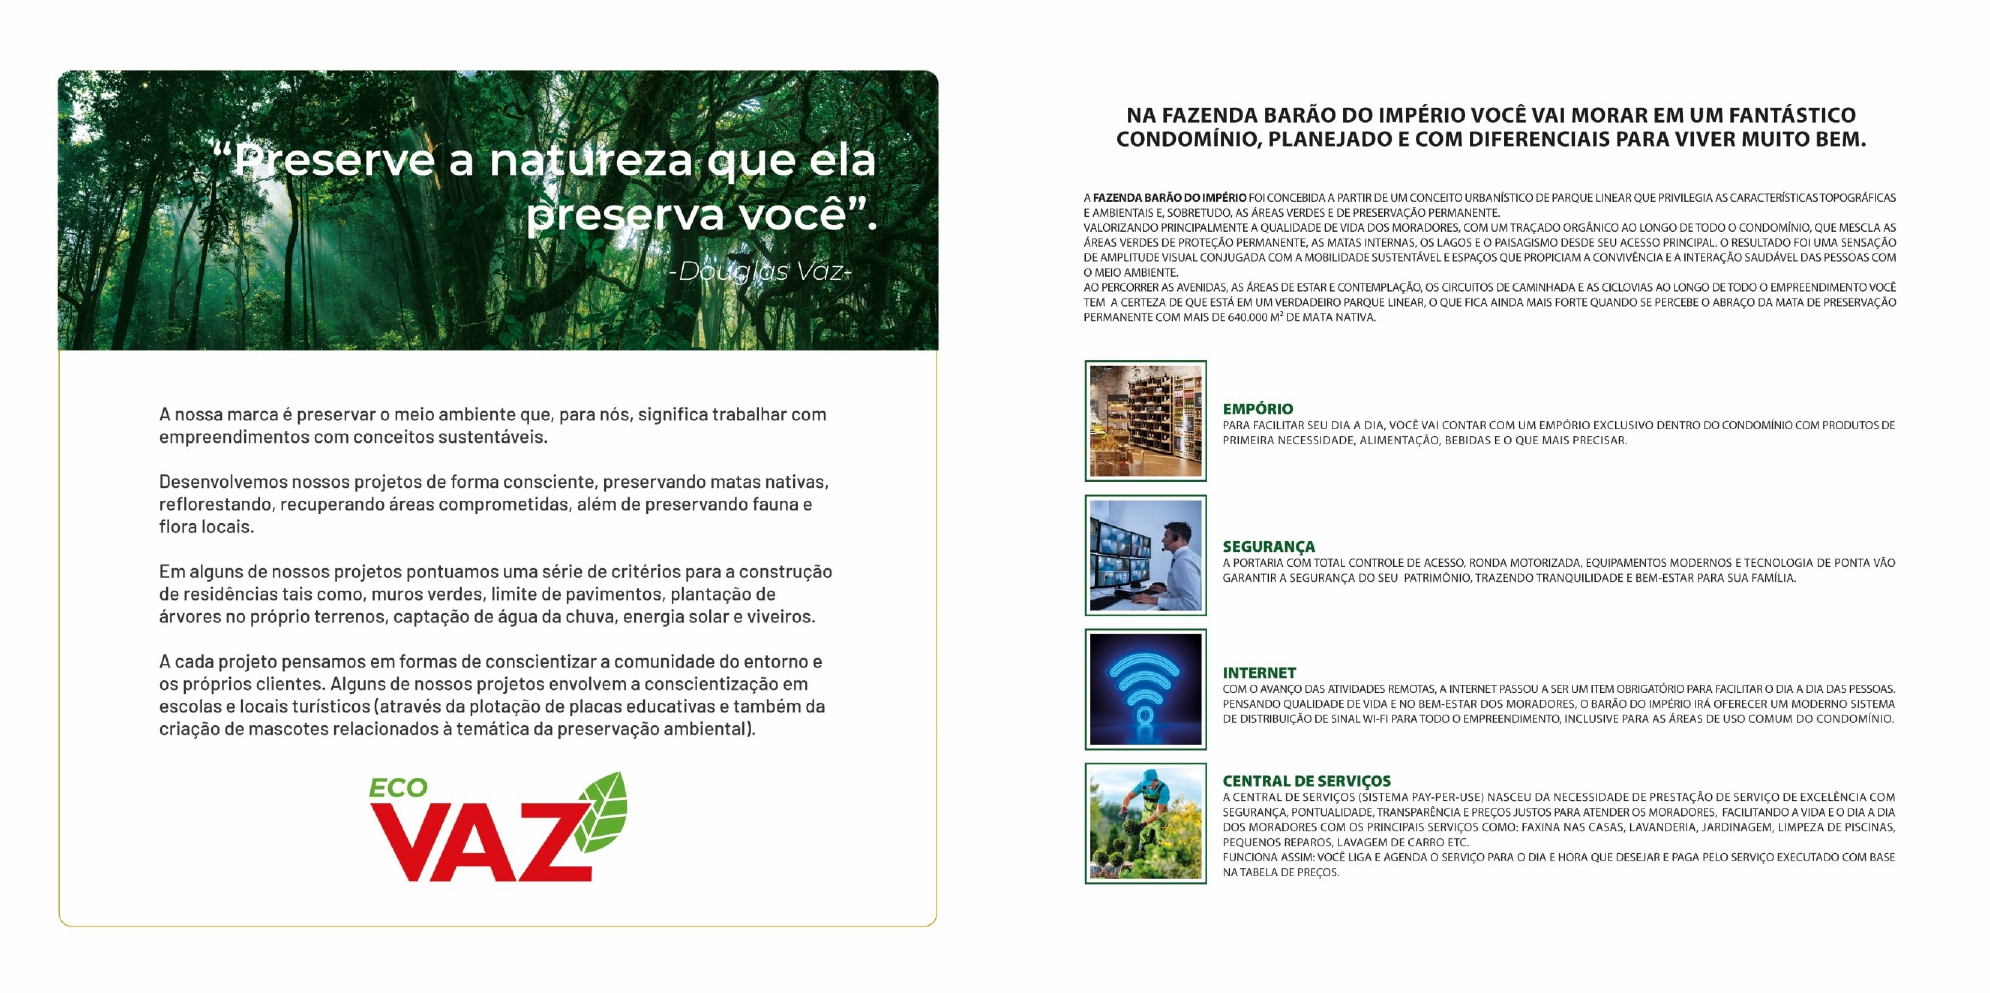 “Preserve a natureza que ela
preserva você”.
-Douglas Vaz-
A nossa marca é preservar o meio ambiente que, para nós, significa trabalhar com
empreendimentos com conceitos sustentáveis.
Desenvolvemos nossos projetos de forma consciente, preservando matas nativas,
reflorestando, recuperando áreas comprometidas, além de preservando fauna e
flora locais.
Em alguns de nossos projetos pontuamos uma série de critérios para a construção
de residências tais como, muros verdes, limite de pavimentos, plantação de
árvores no próprio terrenos, captação de água da chuva, energia solar e viveiros.
A cada projeto pensamos em formas de conscientizar a comunidade do entorno e
os próprios clientes. Alguns de nossos projetos envolvem a conscientização em
escolas e locais turísticos (através da plotação de placas educativas e também da
criação de mascotes relacionados à temática da preservação ambiental).
ECO
VAZ
NA FAZENDA BARÃO DO IMPÉRIO VOCÊ VAI MORAR EM UM FANTÁSTICO
CONDOMÍNIO, PLANEJADO E COM DIFERENCIAIS PARA VIVER MUITO BEM.
A FAZENDA BARÃO DO IMPÉRIO FOI CONCEBIDA A PARTIR DE UM CONCEITO URBANÍSTICO DE PARQUE LINEAR QUE PRIVILEGIA AS CARACTERÍSTICAS TOPOGRÁFICAS
E AMBIENTAIS E, SOBRETUDO, AS ÁREAS VERDES E DE PRESERVAÇÃO PERMANENTE.
VALORIZANDO PRINCIPALMENTE A QUALIDADE DE VIDA DOS MORADORES, COM UM TRAÇADO ORGÂNICO AO LONGO DE TODO O CONDOMÍNIO, QUE MESCLA AS
ÁREAS VERDES DE PROTEÇÃO PERMANENTE, AS MATAS INTERNAS, OS LAGOS E O PAISAGISMO DESDE SEU ACESSO PRINCIPAL. O RESULTADO FOI UMA SENSAÇÃO
DE AMPLITUDE VISUAL CONJUGADA COM A MOBILIDADE SUSTENTÁVEL E ESPAÇOS QUE PROPICIAM A CONVIVÊNCIA E A INTERAÇÃO SAUDÁVEL DAS PESSOAS COM
O MEIO AMBIENTE.
AO PERCORRER AS AVENIDAS, AS ÁREAS DE ESTAR E CONTEMPLAÇÃO, OS CIRCUITOS DE CAMINHADA E AS CICLOVIAS AO LONGO DE TODO O EMPREENDIMENTO VOCÊ
TEM A CERTEZA DE QUE ESTÁ EM UM VERDADEIRO PARQUE LINEAR, O QUE FICA AINDA MAIS FORTE QUANDO SE PERCEBE O ABRAÇO DA MATA DE PRESERVAÇÃO
PERMANENTE COM MAIS DE 640.000 M² DE MATA NATIVA.
EMPÓRIO
PARA FACILITAR SEU DIA A DIA, VOCÊ VAI CONTAR COM UM EMPÓRIO EXCLUSIVO DENTRO DO CONDOMÍNIO COM PRODUTOS DE
PRIMEIRA NECESSIDADE, ALIMENTAÇÃO, BEBIDAS E O QUE MAIS PRECISAR.
SEGURANÇA
A PORTARIA COM TOTAL CONTROLE DE ACESSO, RONDA MOTORIZADA, EQUIPAMENTOS MODERNOS E TECNOLOGIA DE PONTA VÃO
GARANTIR A SEGURANÇA DO SEU PATRIMÔNIO, TRAZENDO TRANQUILIDADE E BEM-ESTAR PARA SUA FAMÍLIA.
INTERNET
COM O AVANÇO DAS ATIVIDADES REMOTAS, A INTERNET PASSOU A SER UM ITEM OBRIGATÓRIO PARA FACILITAR O DIA A DIA DAS PESSOAS.
PENSANDO QUALIDADE DE VIDA E NO BEM-ESTAR DOS MORADORES, O BARÃO DO IMPÉRIO IRÁ OFERECER UM MODERNO SISTEMA
DE DISTRIBUIÇÃO DE SINAL WI-FI PARA TODO O EMPREENDIMENTO, INCLUSIVE PARA AS ÁREAS DE USO COMUM DO CONDOMÍNIO.
CENTRAL DE SERVIÇOS
A CENTRAL DE SERVIÇOS (SISTEMA PAY-PER-USE) NASCEU DA NECESSIDADE DE PRESTAÇÃO DE SERVIÇO DE EXCELÊNCIA COM
SEGURANÇA, PONTUALIDADE, TRANSPARÊNCIA E PREÇOS JUSTOS PARA ATENDER OS MORADORES, FACILITANDO A VIDA E O DIA A DIA
DOS MORADORES COM OS PRINCIPAIS SERVIÇOS COMO: FAXINA NAS CASAS, LAVANDERIA, JARDINAGEM, LIMPEZA DE PISCINAS,
PEQUENOS REPAROS, LAVAGEM DE CARRO ETC.
FUNCIONA ASSIM: VOCÊ LIGA E AGENDA O SERVIÇO PARA O DIA E HORA QUE DESEJAR E PAGA PELO SERVIÇO EXECUTADO COM BASE
NA TABELA DE PREÇOS.